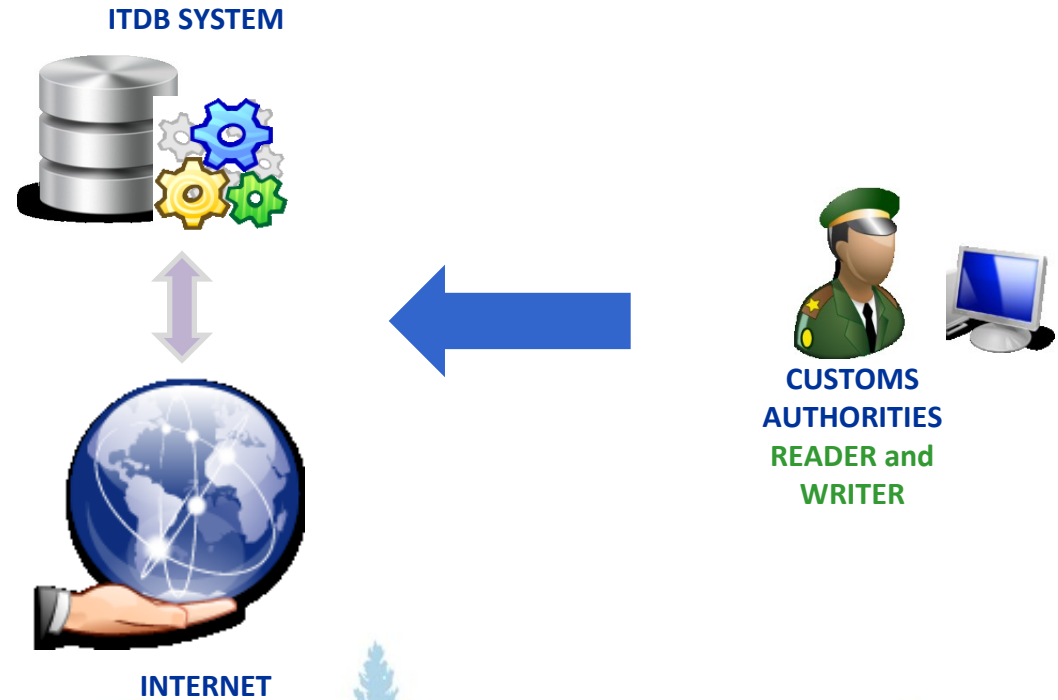 ITDB SYSTEM
CUSTOMS
AUTHORITIES
READER and
WRITER
INTERNET